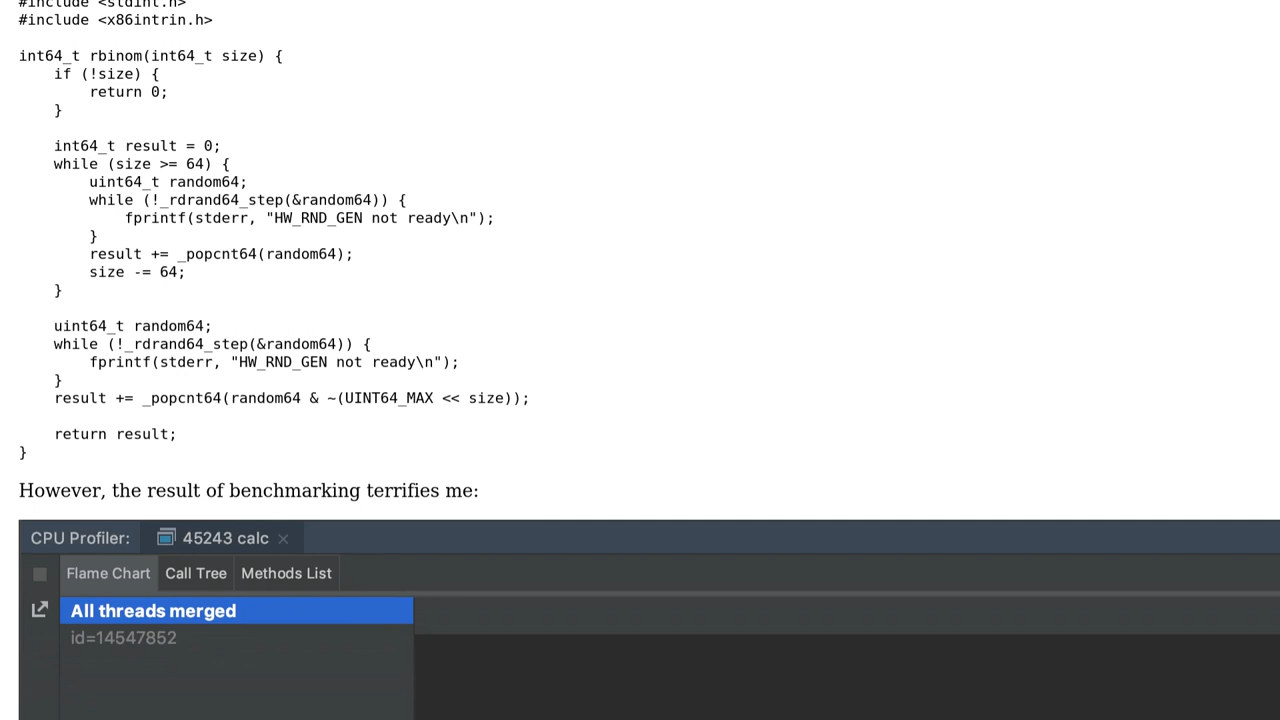 #include <stdint.h>
#include <x86intrin.h>

int64_t rbinom(int64_t size) {
    if (!size) {
        return 0;
    }

    int64_t result = 0;
    while (size >= 64) {
        uint64_t random64;
        while (!_rdrand64_step(&random64)) {
            fprintf(stderr, "HW_RND_GEN not ready\n");
        }
        result += _popcnt64(random64);
        size -= 64;
    }

    uint64_t random64;
    while (!_rdrand64_step(&random64)) {
        fprintf(stderr, "HW_RND_GEN not ready\n");
    }
    result += _popcnt64(random64 & ~(UINT64_MAX << size));

    return result;
}
However, the result of benchmarking terrifies me:
CPU Profiler: 45243 calc ×
Flame Chart Call Tree Methods List
All threads merged
id=14547852